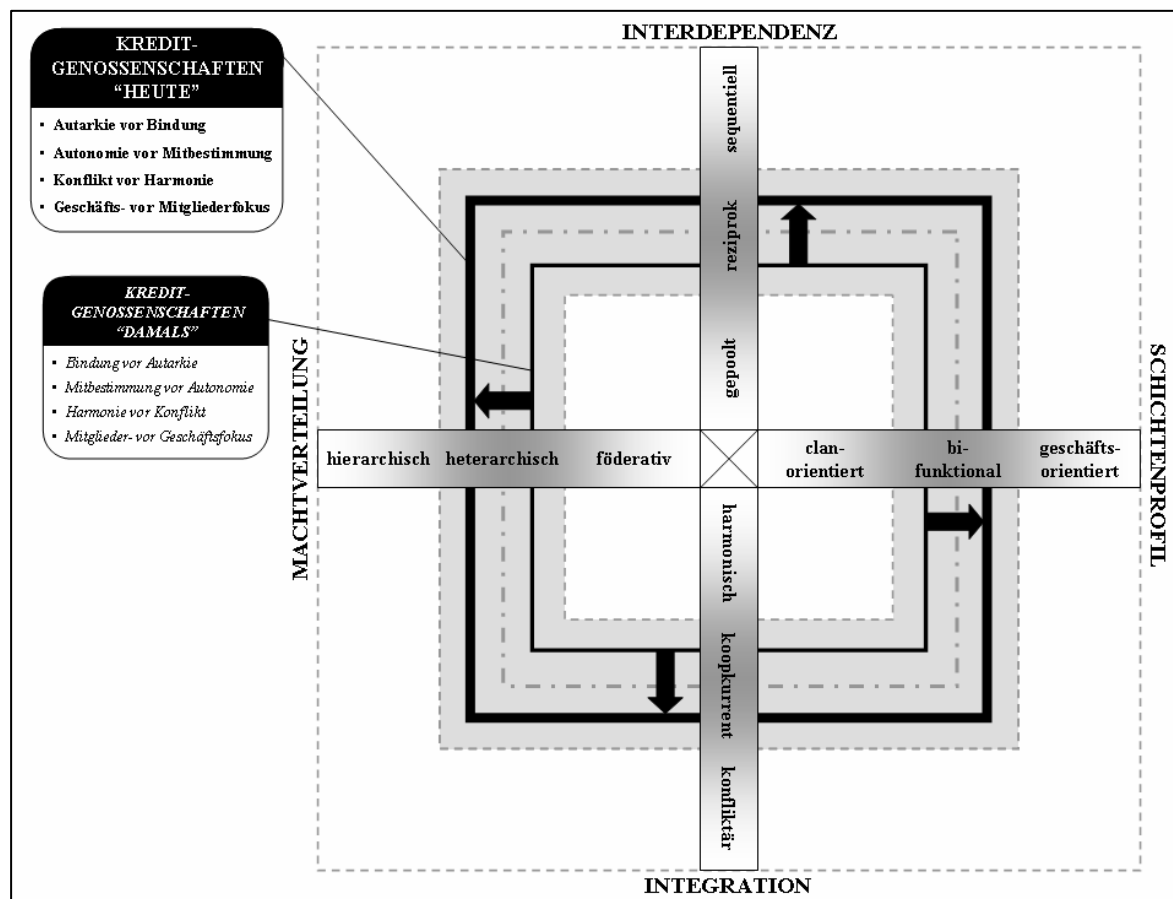 INTERDEPENDENZ
KREDIT-
GENOSSENSCHAFTEN
“HEUTE”
▪ Autarkie vor Bindung
▪ Autonomie vor Mitbestimmung
▪ Konflikt vor Harmonie
▪ Geschäfts- vor Mitgliederfokus
KREDIT-
GENOSSENSCHAFTEN
“DAMALS”
▪ Bindung vor Autarkie
▪ Mitbestimmung vor Autonomie
▪ Harmonie vor Konflikt
▪ Mitglieder- vor Geschäftsfokus
sequentiell
reziprok
gepoolt
MACHTVERTEILUNG
hierarchisch
heterarchisch
föderativ
clan-
orientiert
bi-
funktional
geschäfts-
orientiert
SCHICHTENPROFIL
harmonisch
koopkurrent
konfliktär
INTEGRATION